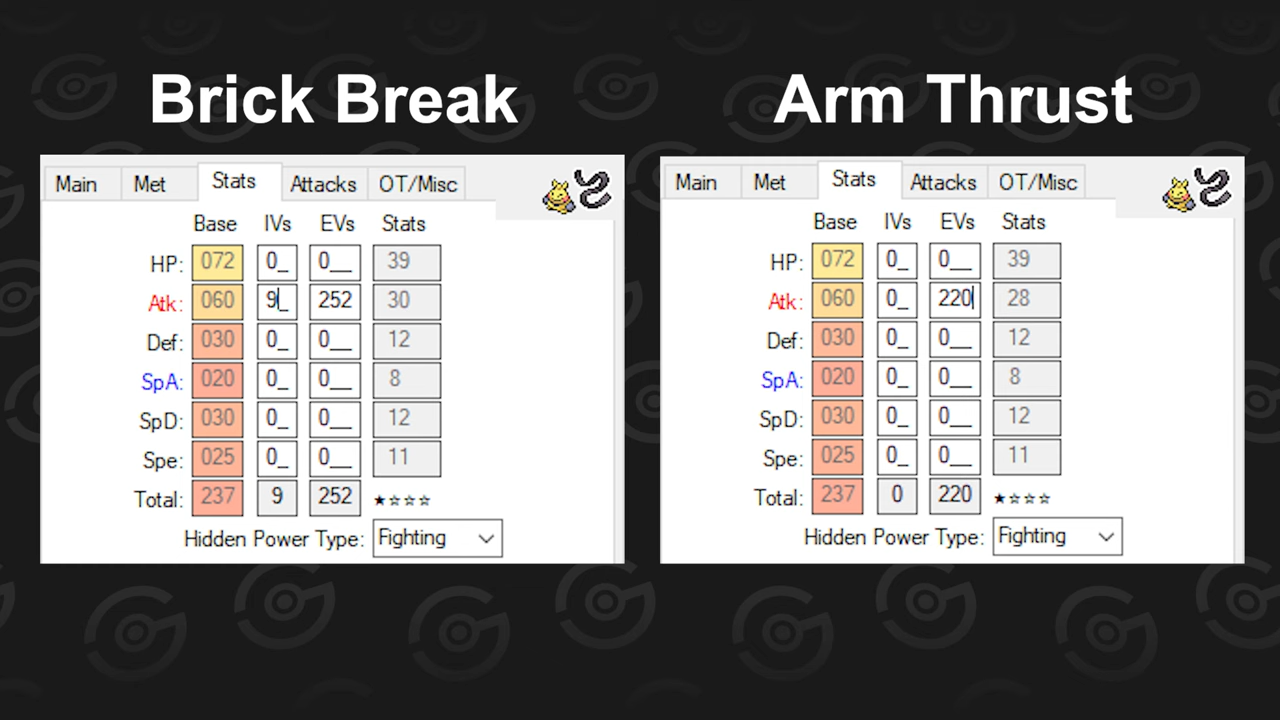 Brick Break
Main Met Stats Attacks OT/Misc
Base IVs EVs Stats
HP: 072 0_ 0__ 39
Atk: 060 9_ 252 30
Def: 030 0_ 0__ 12
SpA: 020 0_ 0__ 8
SpD: 030 0_ 0__ 12
Spe: 025 0_ 0__ 11
Total: 237 9 252 ★☆☆☆
Hidden Power Type: Fighting
Arm Thrust
Main Met Stats Attacks OT/Misc
Base IVs EVs Stats
HP: 072 0_ 0__ 39
Atk: 060 0_ 220 28
Def: 030 0_ 0__ 12
SpA: 020 0_ 0__ 8
SpD: 030 0_ 0__ 12
Spe: 025 0_ 0__ 11
Total: 237 0 220 ★☆☆☆
Hidden Power Type: Fighting